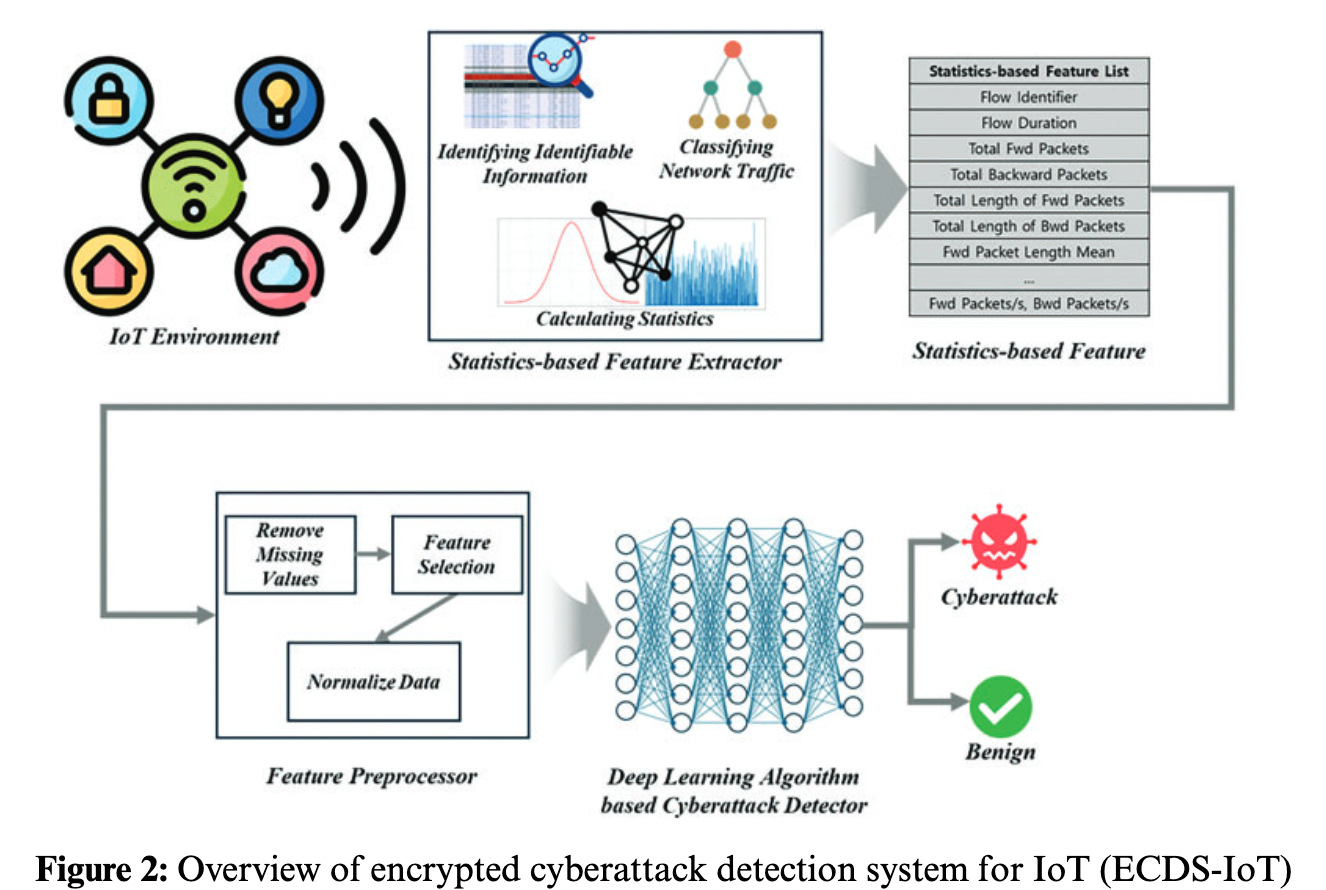 Identifying Identifiable
Information
Classifying
Network Traffic
Calculating Statistics
IoT Environment
Statistics-based Feature Extractor
Statistics-based Feature List
Flow Identifier
Flow Duration
Total Fwd Packets
Total Backward Packets
Total Length of Fwd Packets
Total Length of Bwd Packets
Fwd Packet Length Mean
...
Fwd Packets/s, Bwd Packets/s
Statistics-based Feature
Remove
Missing
Values
Feature
Selection
Normalize Data
Feature Preprocessor
Deep Learning Algorithm
based Cyberattack Detector
Cyberattack
Benign
Figure 2: Overview of encrypted cyberattack detection system for IoT (ECDS-IoT)